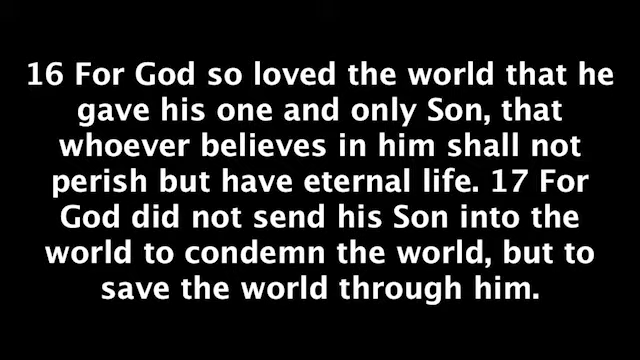 16 For God so loved the world that he
gave his one and only Son, that
whoever believes in him shall not
perish but have eternal life. 17 For
God did not send his Son into the
world to condemn the world, but to
save the world through him.